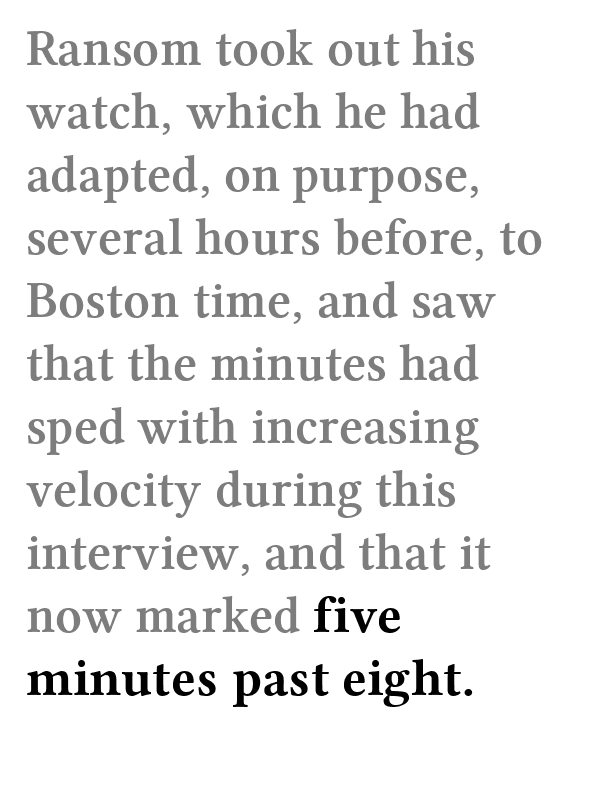 Ransom took out his
watch, which he had
adapted, on purpose,
several hours before, to
Boston time, and saw
that the minutes had
sped with increasing
velocity during this
interview, and that it
now marked five
minutes past eight.